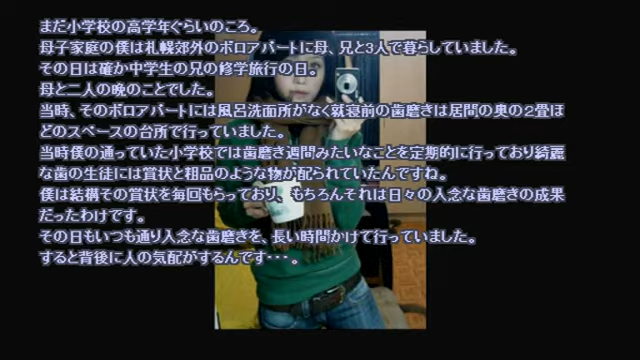 まだ小学校の高学年ぐらいのころ。
母子家庭の僕は札幌郊外のボロアパートに母、兄と3人で暮らしていました。
その日は確か中学生の兄の修学旅行の日。
母と二人の晩のことでした。
当時、そのボロアパートには風呂洗面所がなく就寝前の歯磨きは居間の奥の２畳ほ
どのスペースの台所で行っていました。
当時僕の通っていた小学校では歯磨き週間みたいなことを定期的に行っており綺麗
な歯の生徒には賞状と粗品のような物が配られていたんですね。
僕は結構その賞状を毎回もらっており、もちろんそれは日々の入念な歯磨きの成果
だったわけです。
その日もいつも通り入念な歯磨きを、長い時間かけて行っていました。
すると背後に人の気配がするんです・・・。